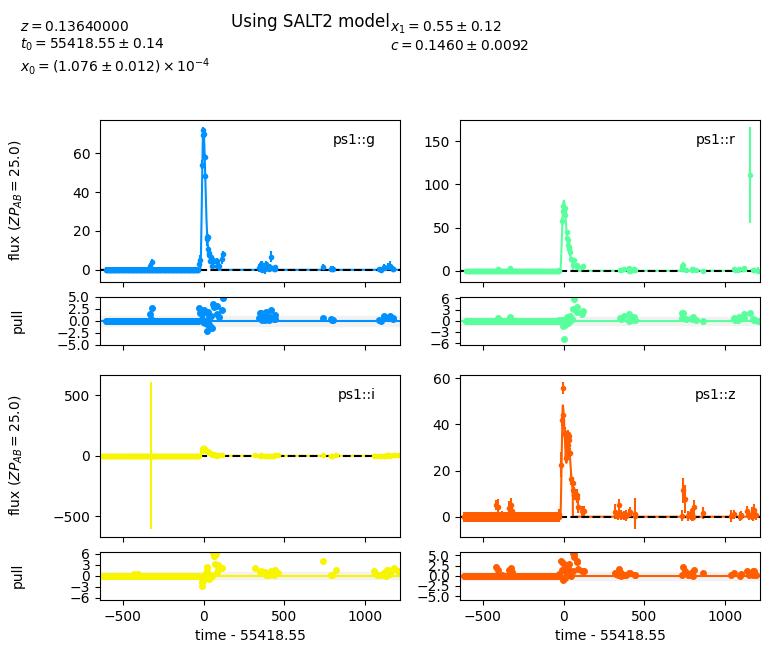 Using SALT2 model
z = 0.13640000
t₀ = 55418.55 ± 0.14
x₀ = (1.076 ± 0.012) × 10⁻⁴
x₁ = 0.55 ± 0.12
c = 0.1460 ± 0.0092
flux (ZP_AB = 25.0)
60
40
20
0
ps1::g
150
100
50
0
ps1::r
pull
5.0
2.5
0.0
−2.5
−5.0
6
3
0
−3
−6
flux (ZP_AB = 25.0)
500
0
−500
ps1::i
60
40
20
0
ps1::z
pull
6
3
0
−3
−6
5.0
2.5
0.0
−2.5
−5.0
−500 0 500 1000
−500 0 500 1000
time - 55418.55
time - 55418.55